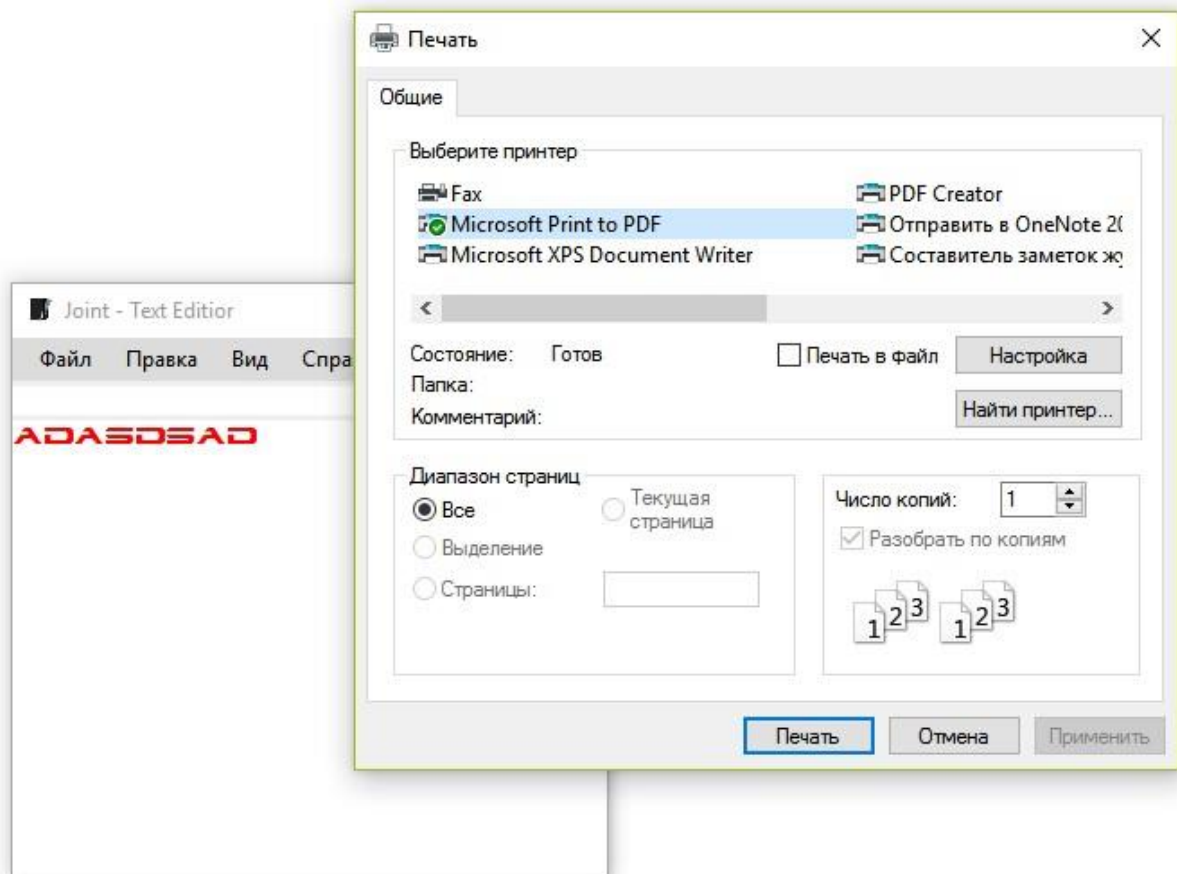 Печать
Общие
Выберите принтер
Fax
PDF Creator
Microsoft Print to PDF
Отправить в OneNote 20
Microsoft XPS Document Writer
Составитель заметок
Состояние: Готов
Печать в файл
Настройка
Папка:
Комментарий:
Найти принтер...
Диапазон страниц
Все
Текущая
страница
Выделение
Страницы:
Число копий: 1
Разобрать по копиям
1 2 3 1 2 3
Печать Отмена Применить
Joint - Text Editior
Файл Правка Вид Спра
ADASDSAD